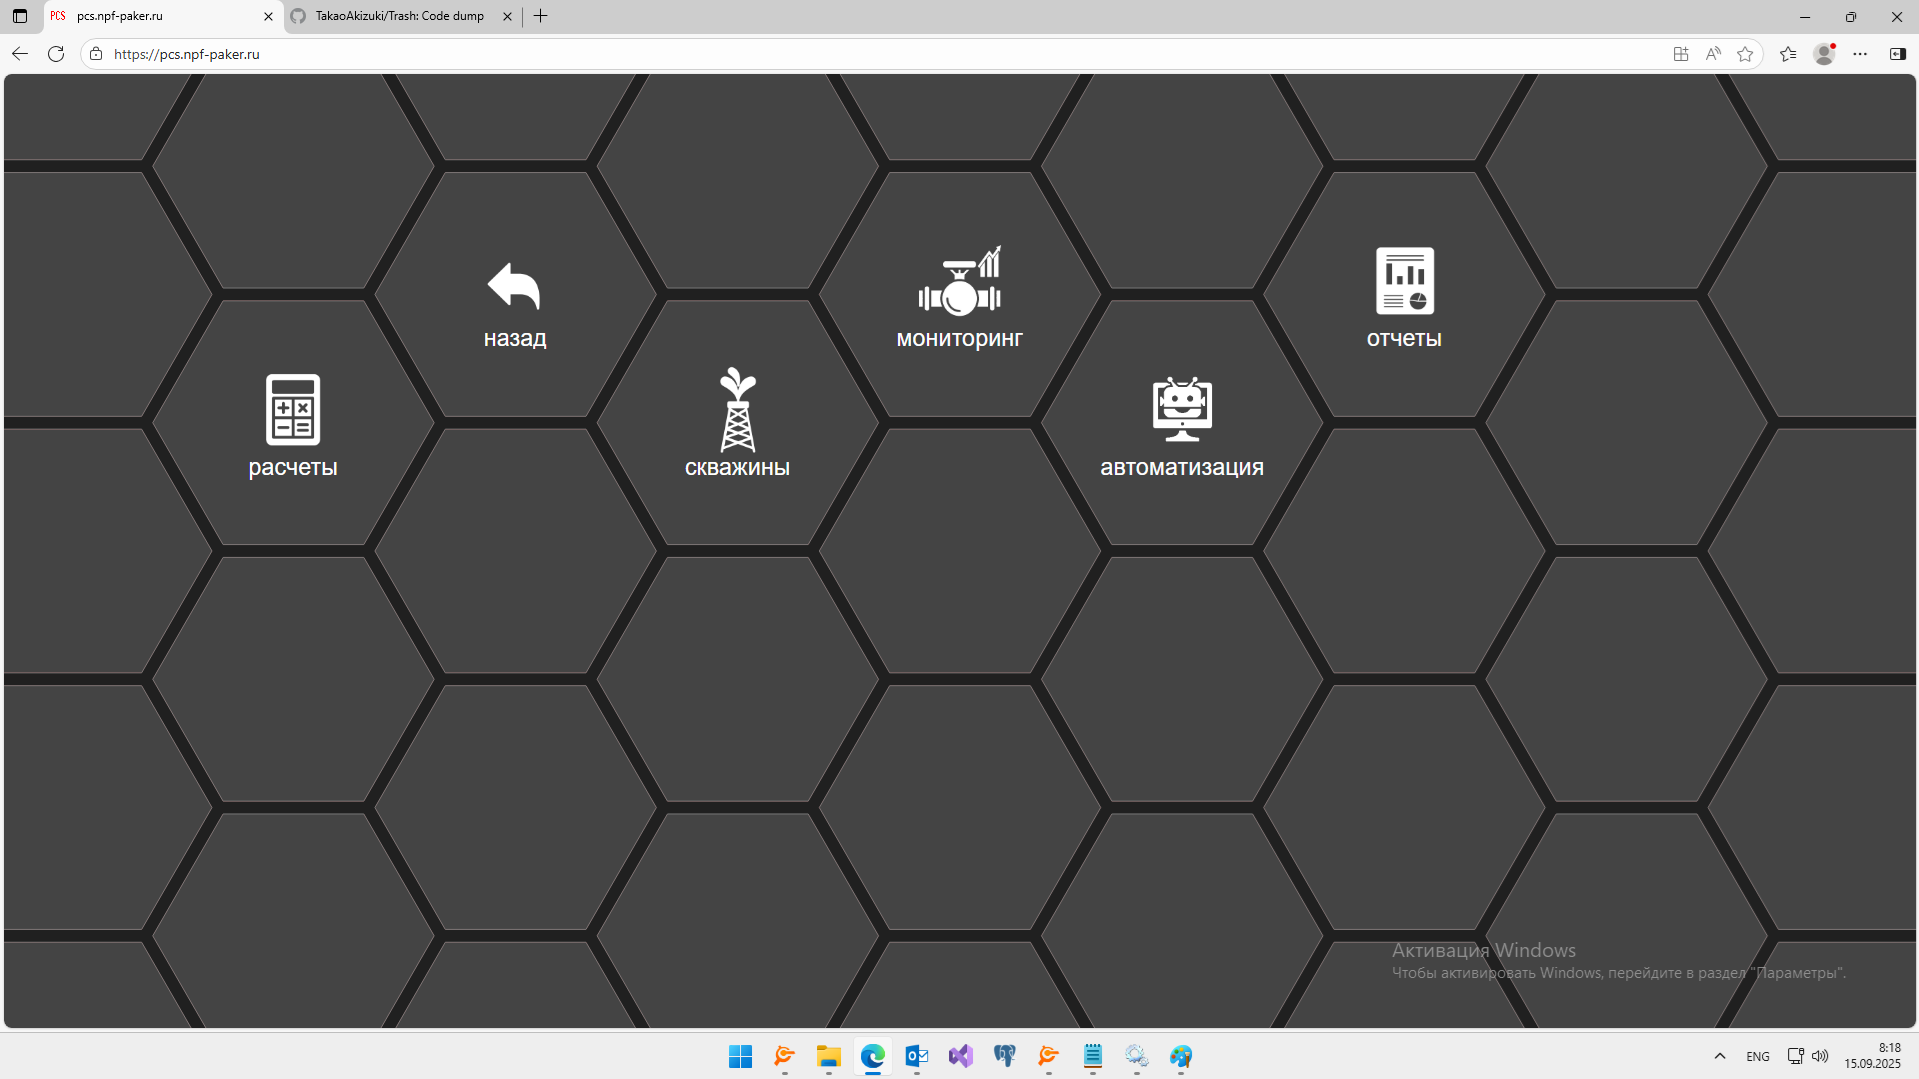 PCS pcs.npf-paker.ru
TakaoAkizuki/Trash: Code dump
https://pcs.npf-paker.ru
назад
мониторинг
отчеты
расчеты
скважины
автоматизация
Активация Windows
Чтобы активировать Windows, перейдите в раздел "Параметры".
ENG
8:18
15.09.2025